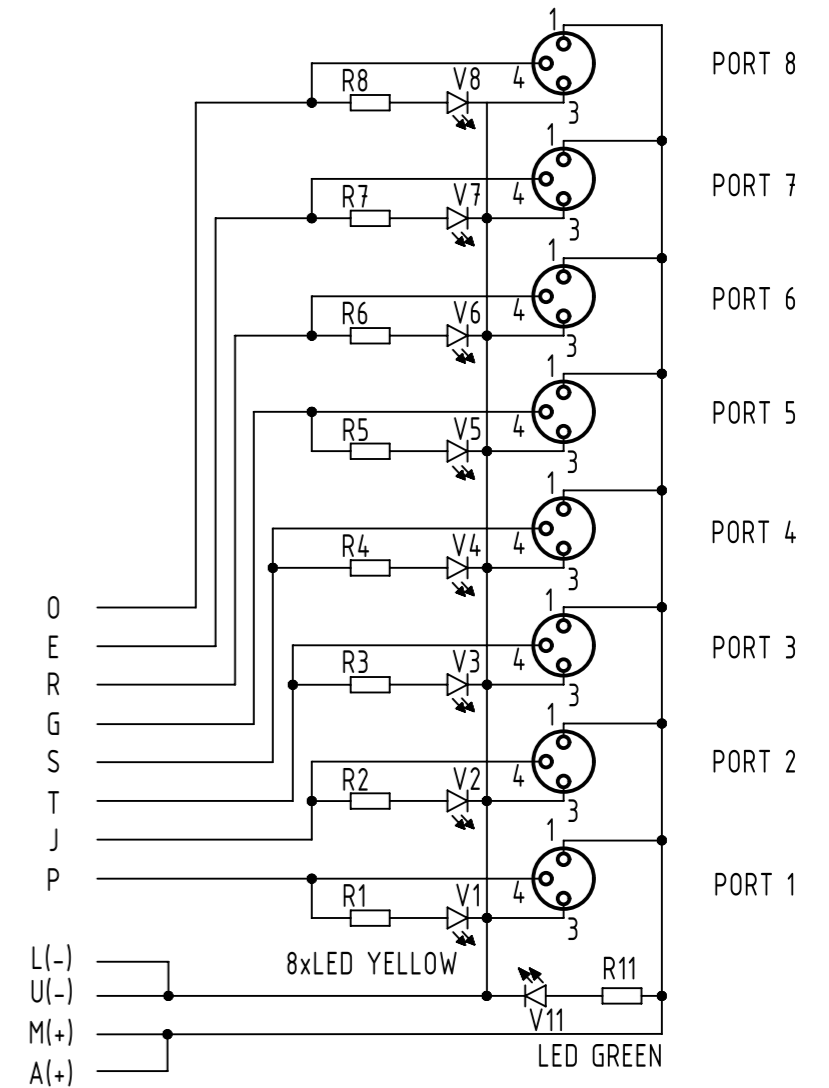 1
R8 V8 4 PORT 8
3
1
R7 V7 4 PORT 7
3
1
R6 V6 4 PORT 6
3
1
R5 V5 4 PORT 5
3
1
R4 V4 4 PORT 4
3
O
1
E
R3 V3 4 PORT 3
R
3
G
1
S
R2 V2 4 PORT 2
T
3
J
1
P
R1 V1 4 PORT 1
3
L(-)
8xLED YELLOW
R11
U(-)
V11
M(+)
LED GREEN
A(+)